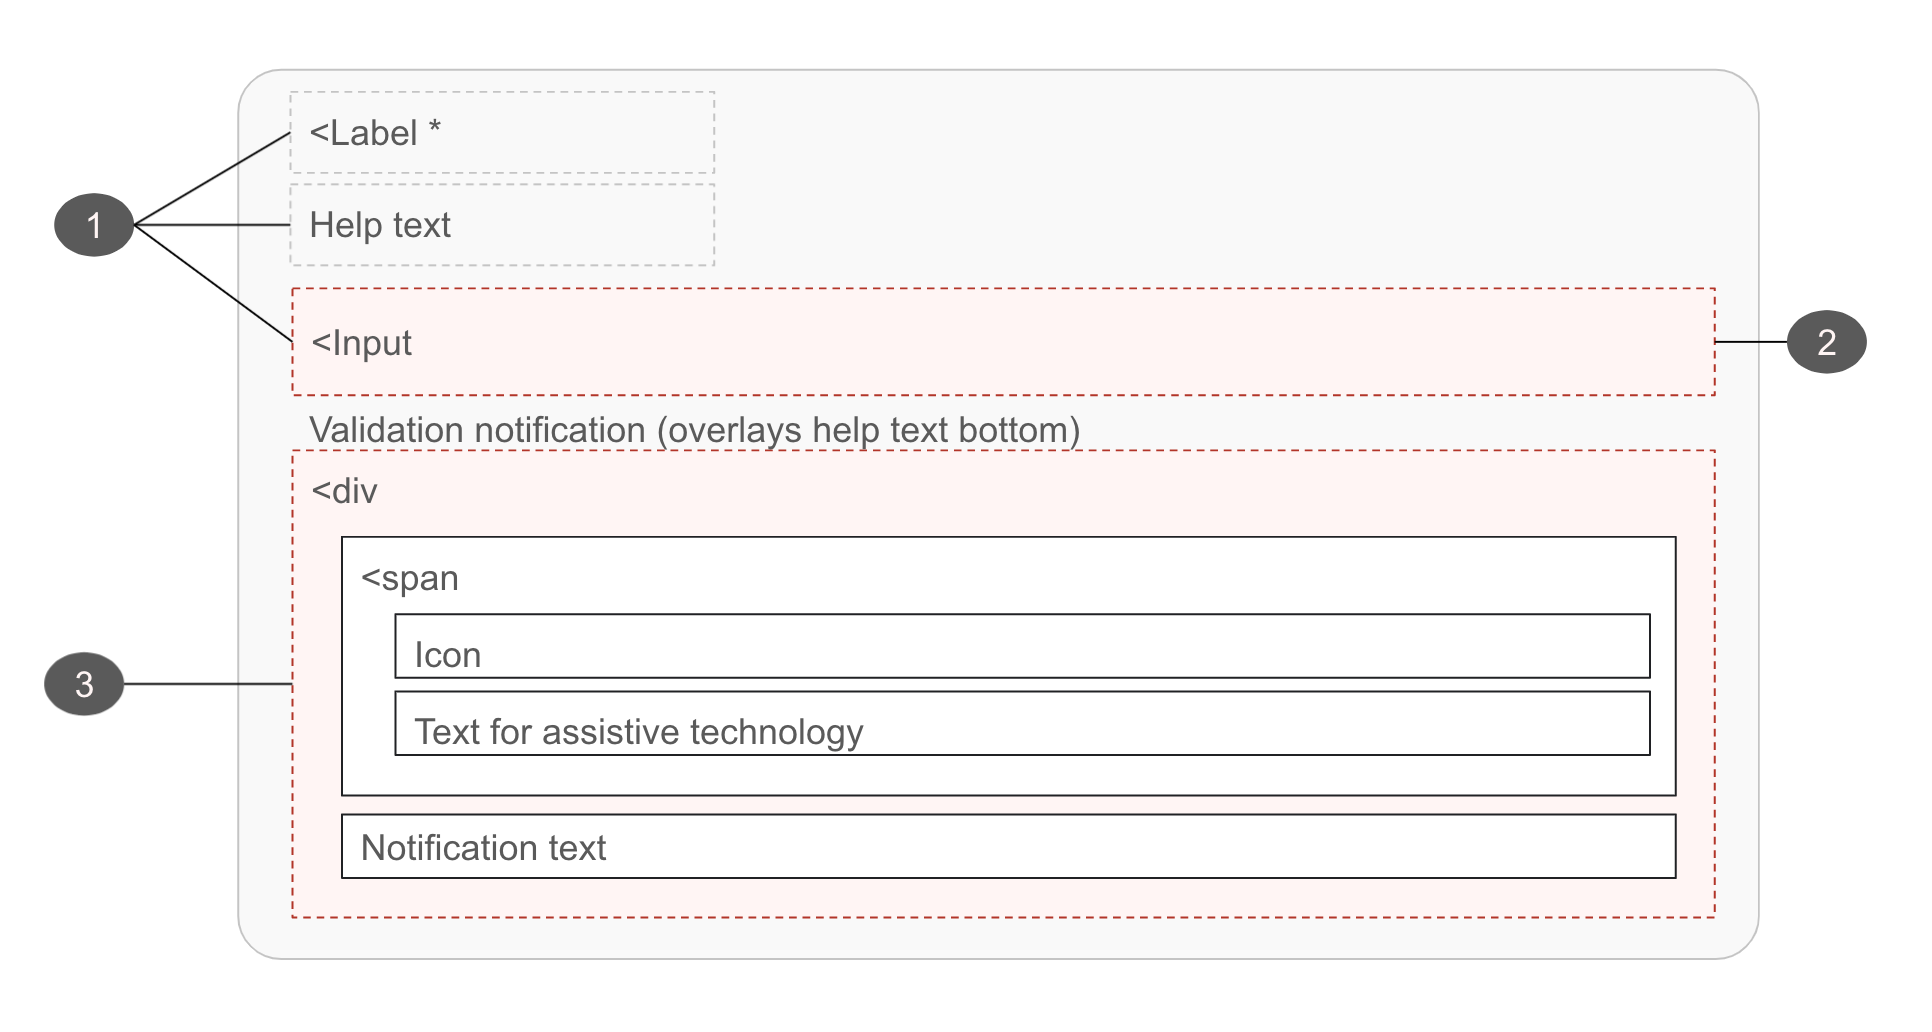 <Label *
1
Help text
<Input
2
Validation notification (overlays help text bottom)
<div
<span
Icon
3
Text for assistive technology
Notification text